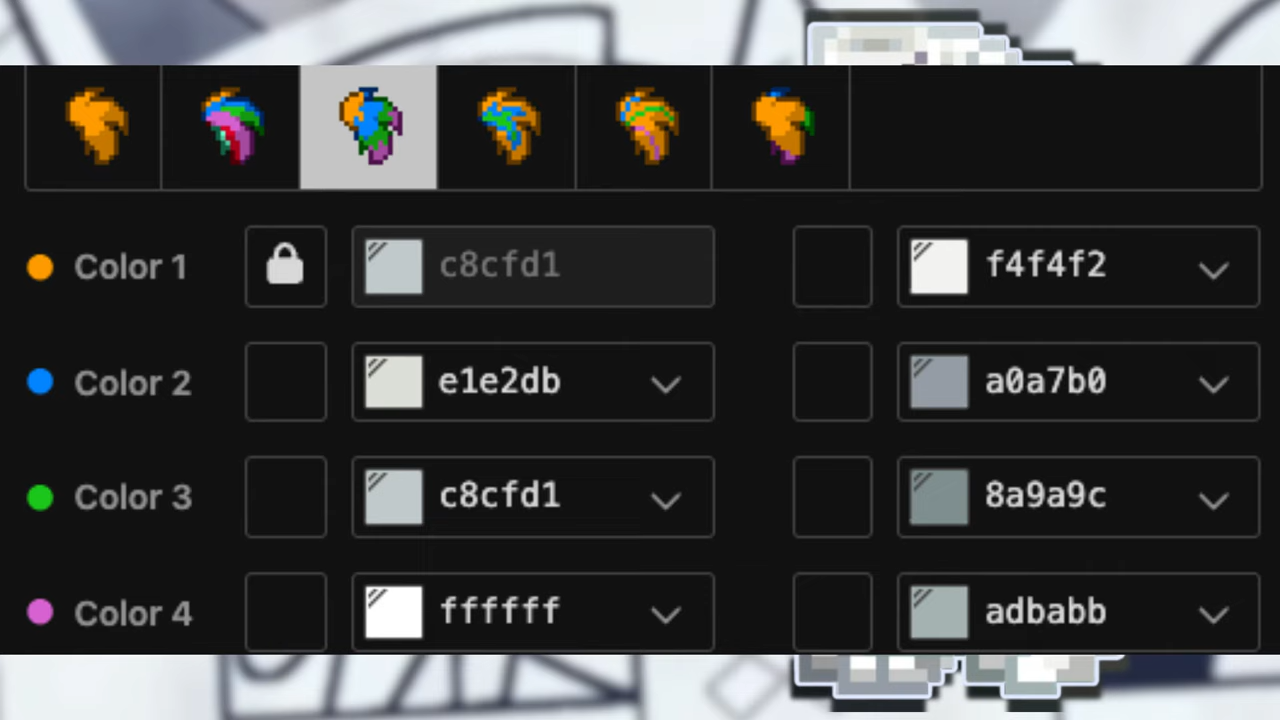 Color 1 c8cfd1 f4f4f2
Color 2 e1e2db a0a7b0
Color 3 c8cfd1 8a9a9c
Color 4 ffffff adbabb